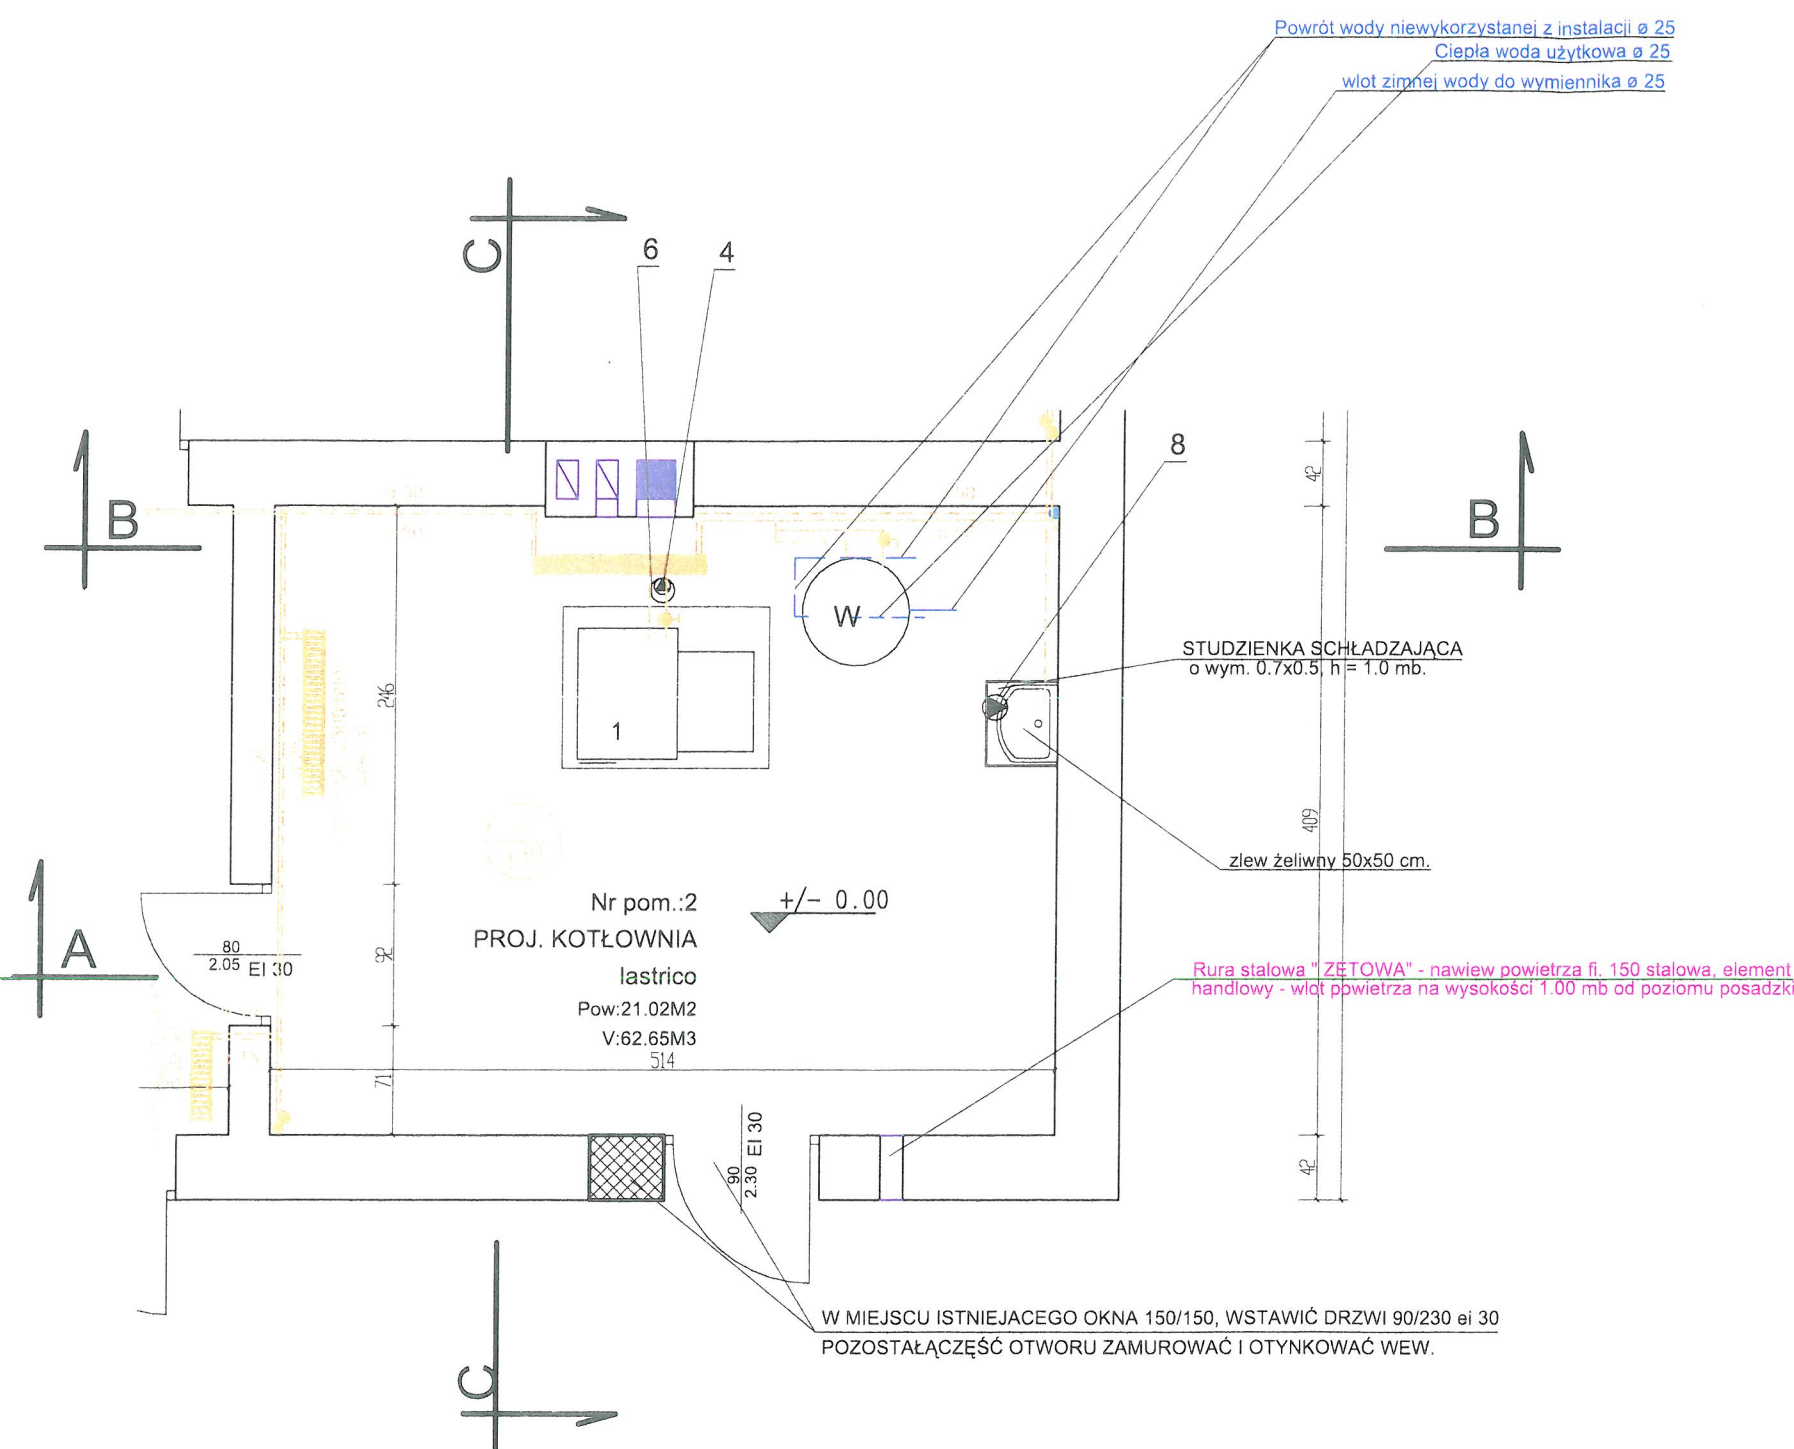 Powrót wody niewykorzystanej z instalacji ø 25
Ciepła woda użytkowa ø 25
wlot zimnej wody do wymiennika ø 25
C
6
4
8
B
B
42
W
STUDZIENKA SCHŁADZAJĄCA
o wym. 0.7x0.5, h = 1.0 mb.
246
1
409
zlew żeliwny 50x50 cm.
Nr pom.:2
+/- 0.00
PROJ. KOTŁOWNIA
lastrico
Pow:21.02M2
V:62.65M3
514
A
80
2.05 EI 30
92
71
Rura stalowa " ZETOWA" - nawiew powietrza fi. 150 stalowa, element
handlowy - wlot powietrza na wysokości 1.00 mb od poziomu posadzki
90
2.30 EI 30
42
W MIEJSCU ISTNIEJACEGO OKNA 150/150, WSTAWIĆ DRZWI 90/230 ei 30
POZOSTAŁĄCZĘŚĆ OTWORU ZAMUROWAĆ I OTYNKOWAĆ WEW.
C